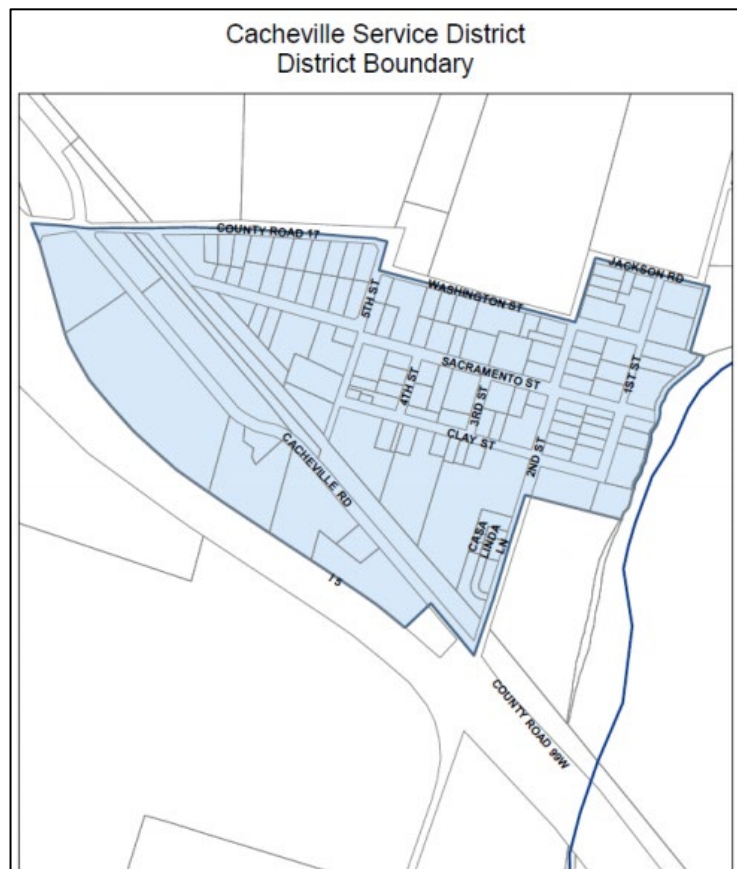 Cacheville Service District
District Boundary
COUNTY ROAD 17
JACKSON RD
5TH ST
WASHINGTON ST
SACRAMENTO ST
1ST ST
4TH ST
3RD ST
CLAY ST
2ND ST
CACHEVILLE RD
CASA
LINDA
LN
I 5
COUNTY ROAD 99W